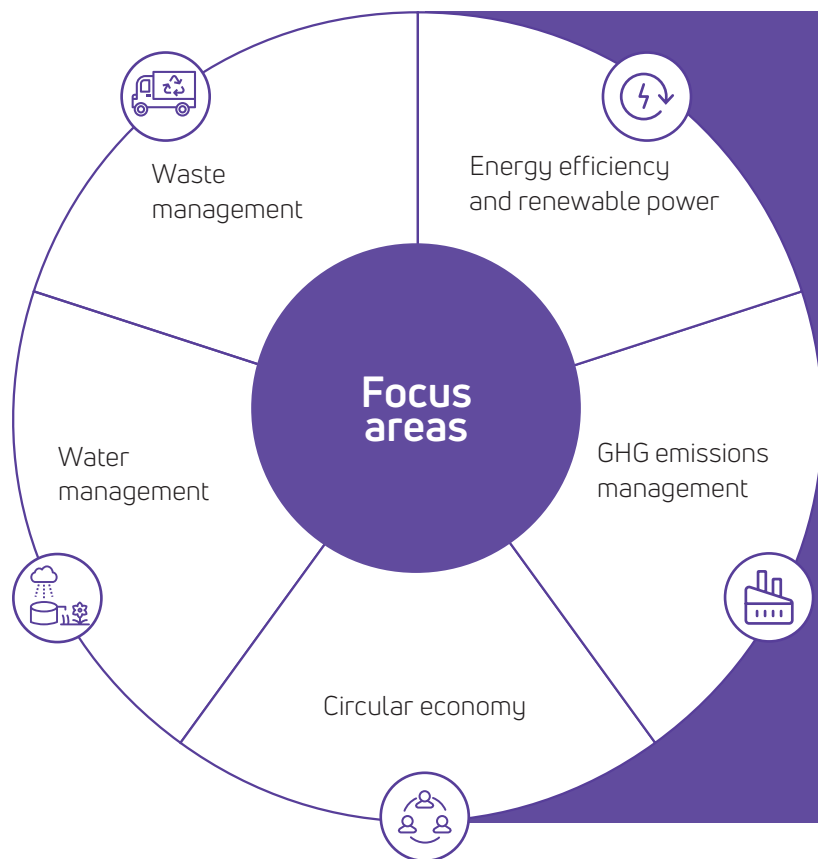 Waste
management
Energy efficiency
and renewable power
Focus
areas
Water
management
GHG emissions
management
Circular economy